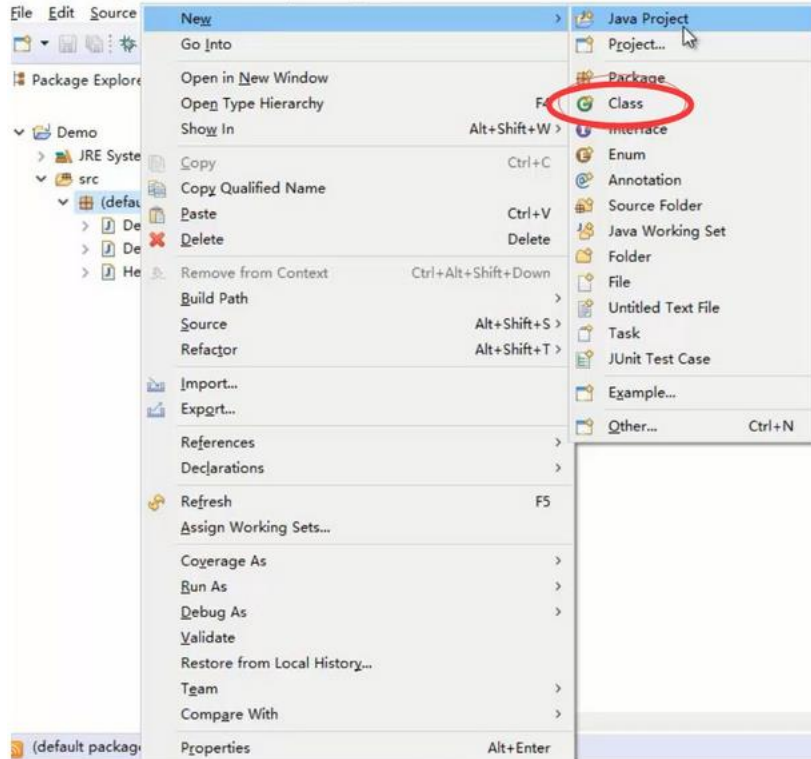 File Edit Source
Package Explore
Demo
JRE Syste
src
(defau
De
De
He
(default packag
New
Go Into
Open in New Window
Open Type Hierarchy F4
Show In Alt+Shift+W >
Copy Ctrl+C
Copy Qualified Name
Paste Ctrl+V
Delete Delete
Remove from Context Ctrl+Alt+Shift+Down
Build Path
Source Alt+Shift+S >
Refactor Alt+Shift+T >
Import...
Export...
References
Declarations
Refresh F5
Assign Working Sets...
Coverage As
Run As
Debug As
Validate
Restore from Local History...
Team
Compare With
Properties Alt+Enter
Java Project
Project...
Package
Class
Interface
Enum
Annotation
Source Folder
Java Working Set
Folder
File
Untitled Text File
Task
JUnit Test Case
Example...
Other... Ctrl+N